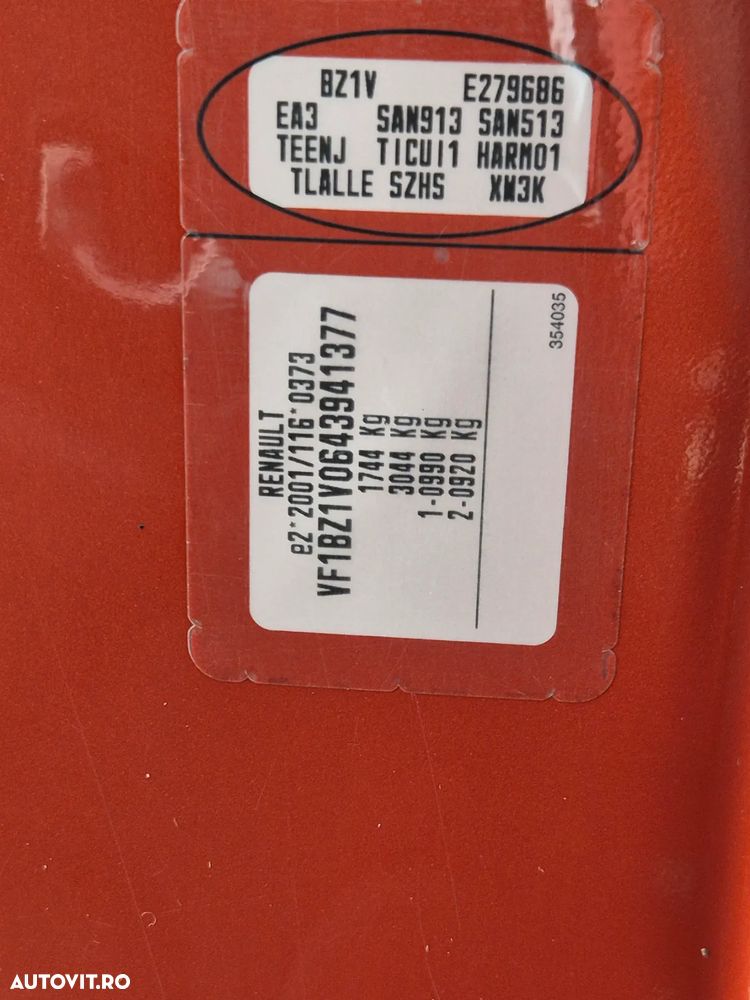 BZ1V E279686
EA3 SAN913 SAN513
TEENJ TICUI1 HARM01
TLALLE SZHS XW3K
RENAULT
e2*2001/116*0373
VF1BZ1V0643941377
1744 Kg
3044 Kg
1-0990 Kg
2-0920 Kg
354035
AUTOVIT.RO